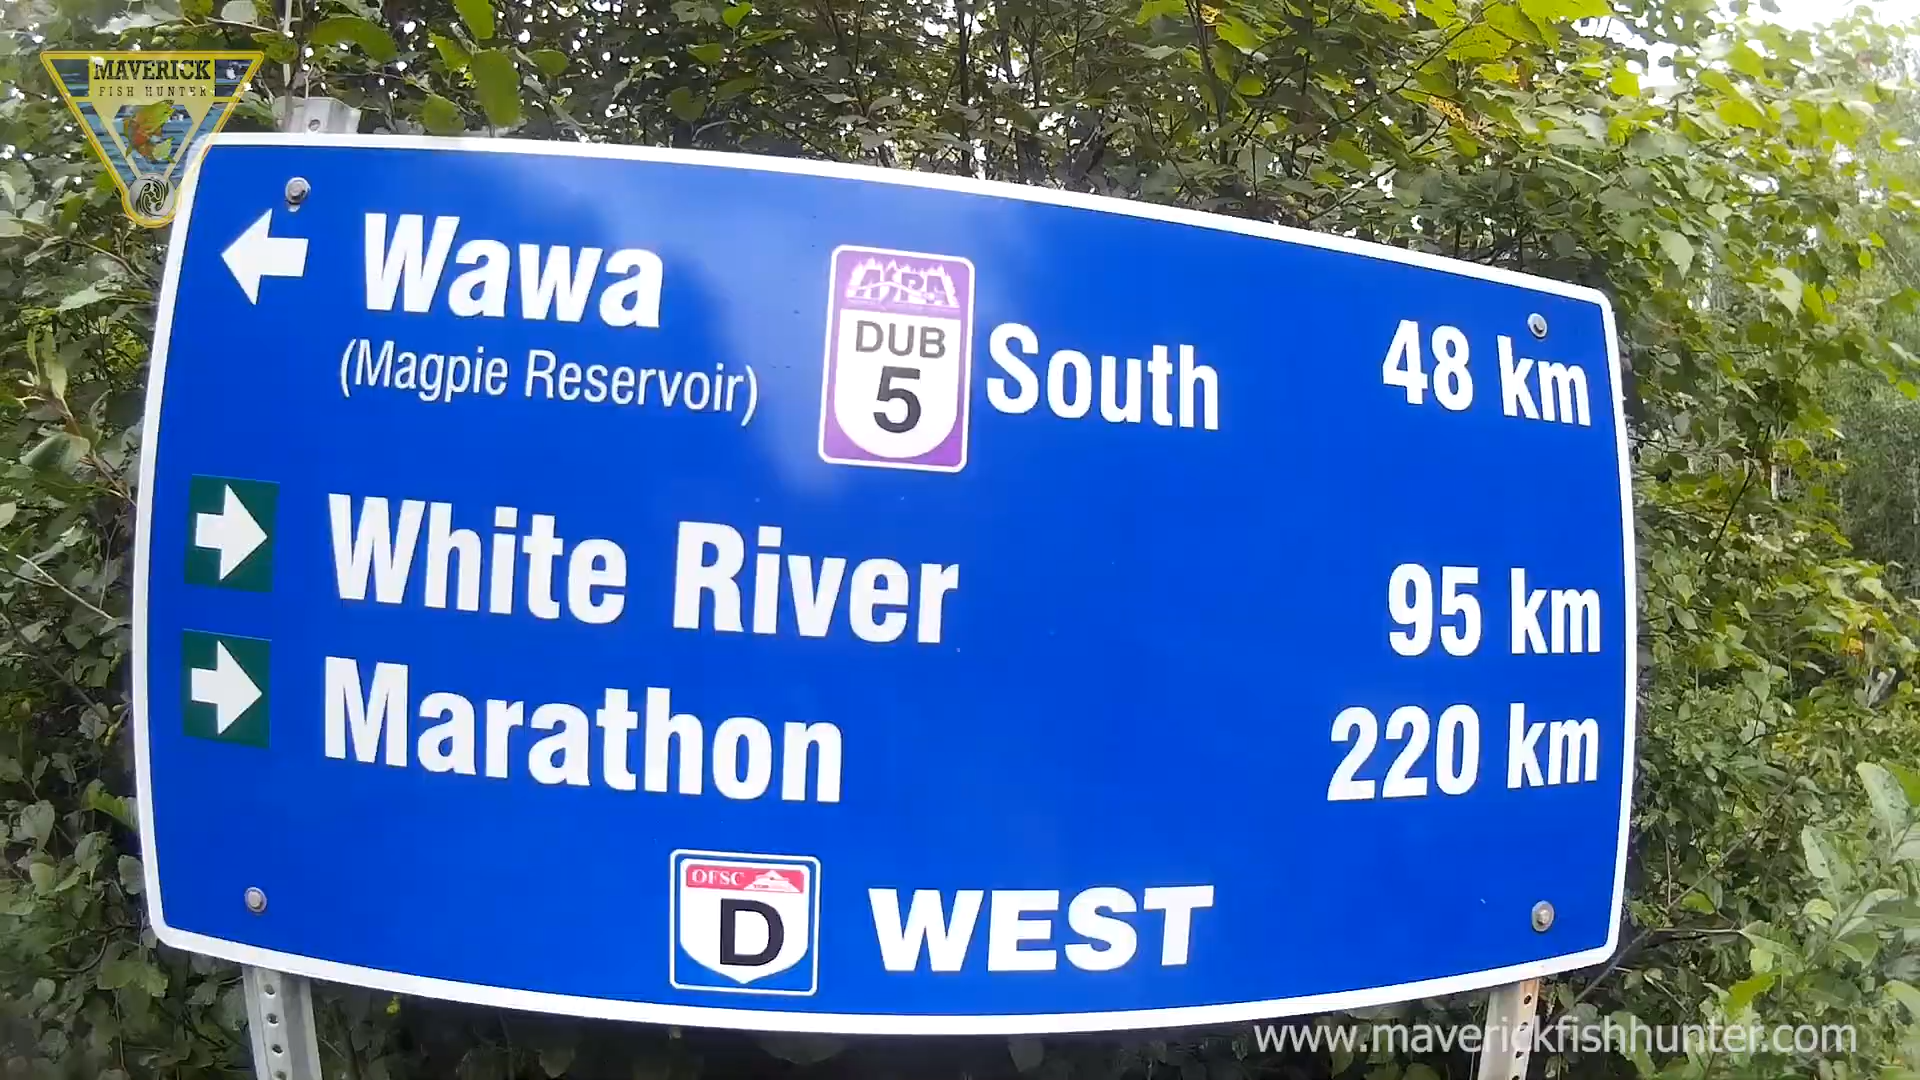 MAVERICK
FISH HUNTER
Wawa
(Magpie Reservoir)
DUB
5
South
48 km
White River
95 km
Marathon
220 km
OFSC
D
WEST
www.maverickfishhunter.com